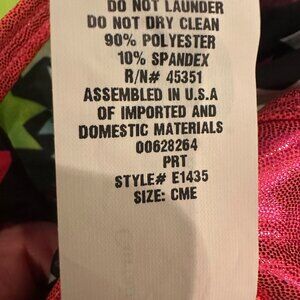 DO NOT LAUNDER
DO NOT DRY CLEAN
90% POLYESTER
10% SPANDEX
R/N# 45351
ASSEMBLED IN U.S.A
OF IMPORTED AND
DOMESTIC MATERIALS
00628264
PRT
STYLE# E1435
SIZE: CME